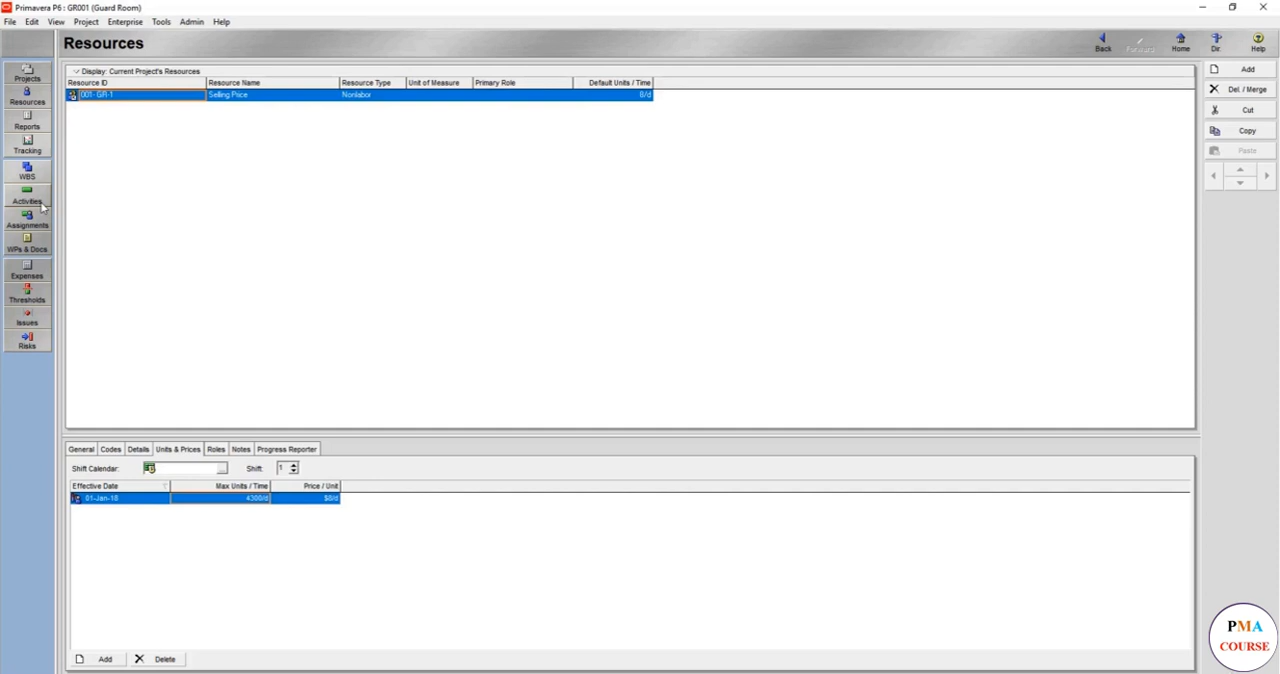 Primavera P6 : GR001 (Guard Room)
File Edit View Project Enterprise Tools Admin Help
Resources
Back Forward Home Dir. Help
Projects
Resources
Reports
Tracking
WBS
Activities
Assignments
WPs & Docs
Expenses
Thresholds
Issues
Risks
Display: Current Project's Resources
Resource ID Resource Name Resource Type Unit of Measure Primary Role Default Units / Time
001- GR-1 Selling Price Nonlabor 8/d
Add
Del. / Merge
Cut
Copy
Paste
General Codes Details Units & Prices Roles Notes Progress Reporter
Shift Calendar: Shift: 1
Effective Date Max Units / Time Price / Unit
01-Jan-18 4300/d $8/d
Add Delete
PMA
COURSE